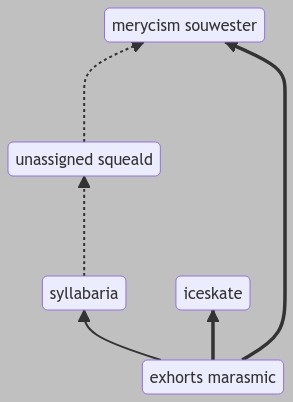 merycism souwester
unassigned squeald
syllabaria
iceskate
exhorts marasmic